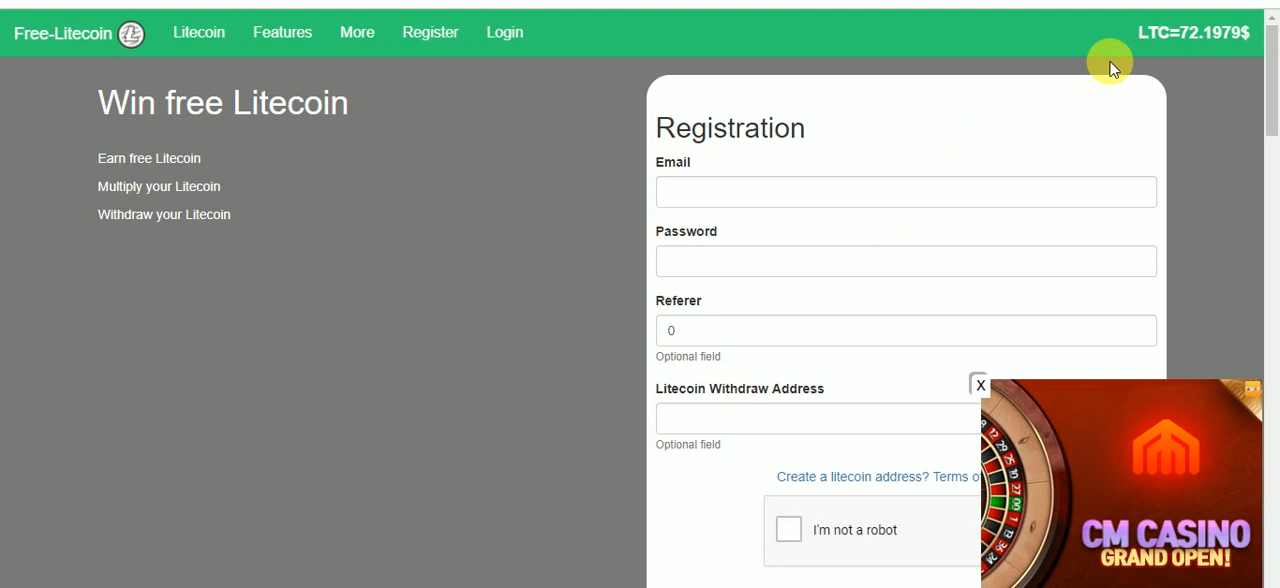 Free-Litecoin Litecoin Features More Register Login LTC=72.1979$
Win free Litecoin
Earn free Litecoin
Multiply your Litecoin
Withdraw your Litecoin
Registration
Email
Password
Referer
0
Optional field
Litecoin Withdraw Address
Optional field
Create a litecoin address? Terms o
I'm not a robot
X
CM CASINO
GRAND OPEN!